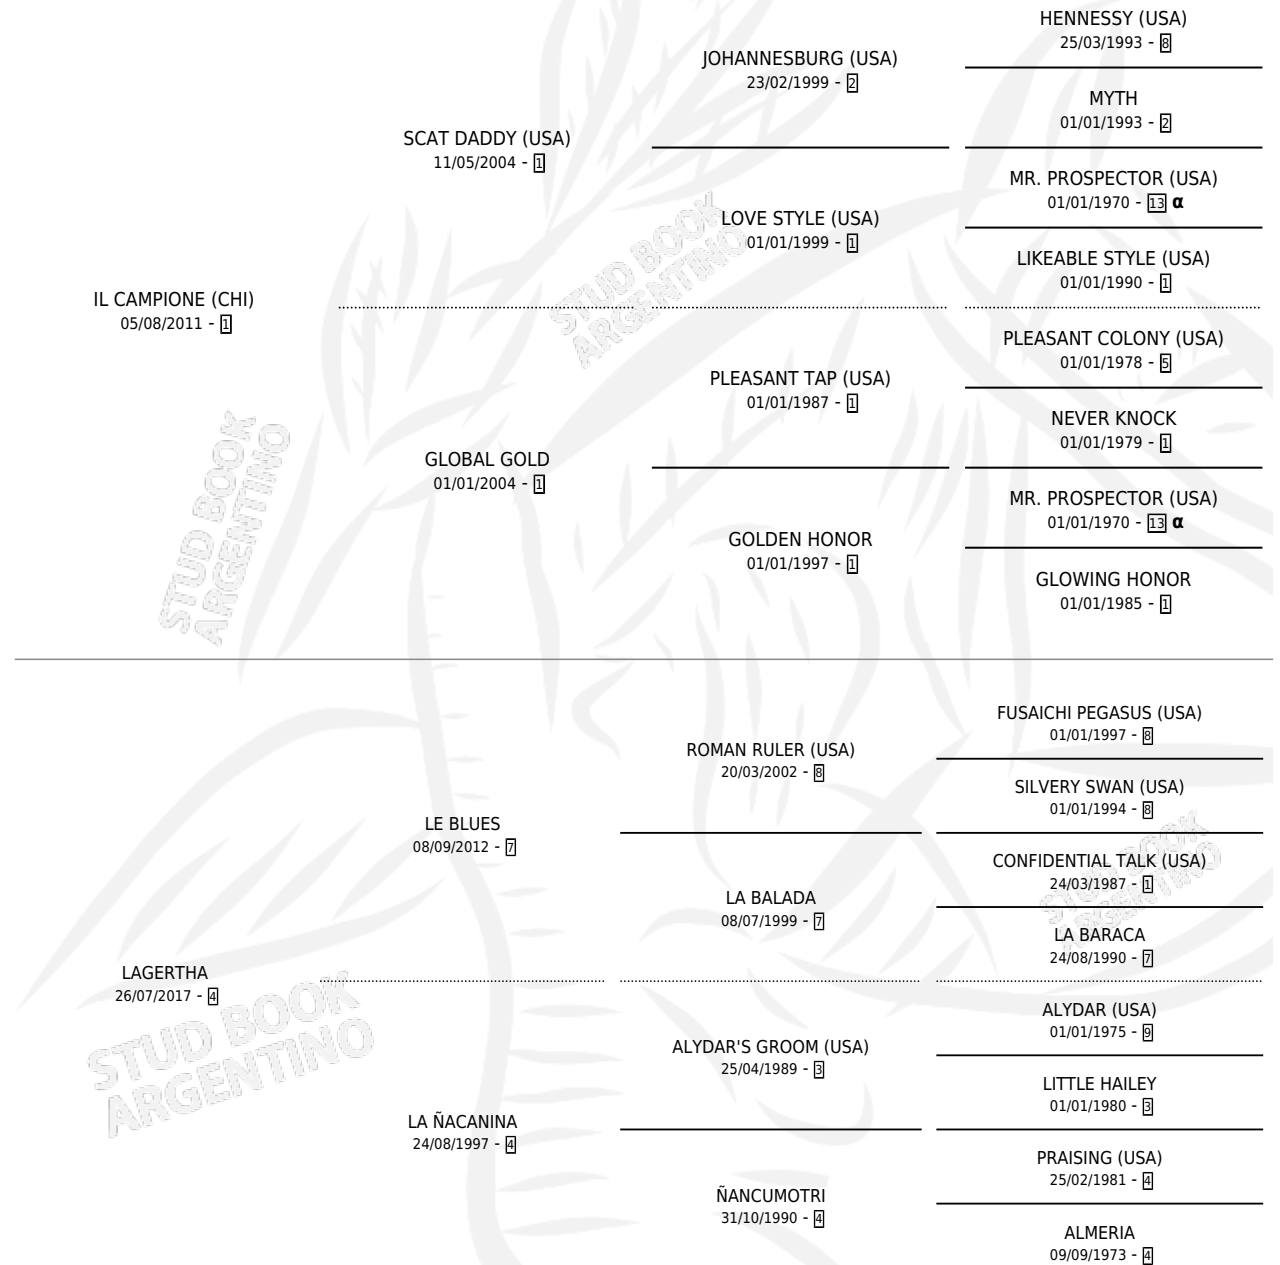 HENNESSY (USA)
25/03/1993 - 8
JOHANNESBURG (USA)
23/02/1999 - 2
MYTH
01/01/1993 - 2
SCAT DADDY (USA)
11/05/2004 - 1
MR. PROSPECTOR (USA)
01/01/1970 - 13 α
LOVE STYLE (USA)
01/01/1999 - 1
LIKEABLE STYLE (USA)
01/01/1990 - 1
IL CAMPIONE (CHI)
05/08/2011 - 1
PLEASANT COLONY (USA)
01/01/1978 - 5
PLEASANT TAP (USA)
01/01/1987 - 1
NEVER KNOCK
01/01/1979 - 1
GLOBAL GOLD
01/01/2004 - 1
MR. PROSPECTOR (USA)
01/01/1970 - 13 α
GOLDEN HONOR
01/01/1997 - 1
GLOWING HONOR
01/01/1985 - 1
FUSAICHI PEGASUS (USA)
01/01/1997 - 8
ROMAN RULER (USA)
20/03/2002 - 8
SILVERY SWAN (USA)
01/01/1994 - 8
LE BLUES
08/09/2012 - 7
CONFIDENTIAL TALK (USA)
24/03/1987 - 1
LA BALADA
08/07/1999 - 7
LA BARACA
24/08/1990 - 7
LAGERTHA
26/07/2017 - 4
ALYDAR (USA)
01/01/1975 - 9
ALYDAR'S GROOM (USA)
25/04/1989 - 3
LITTLE HAILEY
01/01/1980 - 3
LA ÑACANINA
24/08/1997 - 4
PRAISING (USA)
25/02/1981 - 4
ÑANCUMOTRI
31/10/1990 - 4
ALMERIA
09/09/1973 - 4
STUD BOOK
ARGENTINO
STUD BOOK
ARGENTINO
STUD BOOK
ARGENTINO
STUD BOOK
ARGENTINO